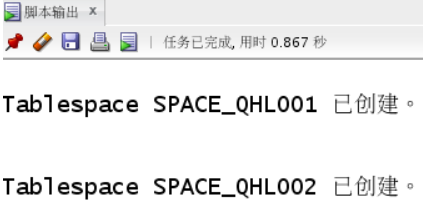 脚本输出 ×
任务已完成, 用时 0.867 秒
Tablespace SPACE_QHL001 已创建。
Tablespace SPACE_QHL002 已创建。